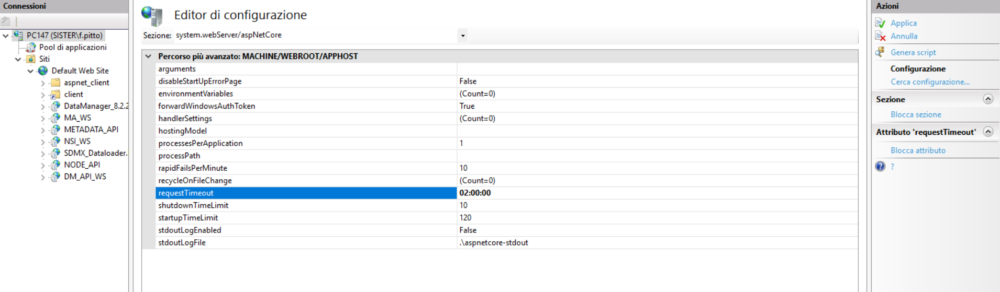 Connessioni
PC147 (SISTER\f.pitto)
Pool di applicazioni
Siti
Default Web Site
aspnet_client
client
DataManager_8.2.2
MA_WS
METADATA_API
NSI_WS
SDMX_Dataloader.
NODE_API
DM_API_WS
Editor di configurazione
Sezione: system.webServer/aspNetCore
Percorso più avanzato: MACHINE/WEBROOT/APPHOST
arguments
disableStartUpErrorPage False
environmentVariables (Count=0)
forwardWindowsAuthToken True
handlerSettings (Count=0)
hostingModel
processesPerApplication 1
processPath
rapidFailsPerMinute 10
recycleOnFileChange (Count=0)
requestTimeout 02:00:00
shutdownTimeLimit 10
startupTimeLimit 120
stdoutLogEnabled False
stdoutLogFile .\aspnetcore-stdout
Azioni
Applica
Annulla
Genera script
Configurazione
Cerca configurazione...
Sezione
Blocca sezione
Attributo 'requestTimeout'
Blocca attributo
?